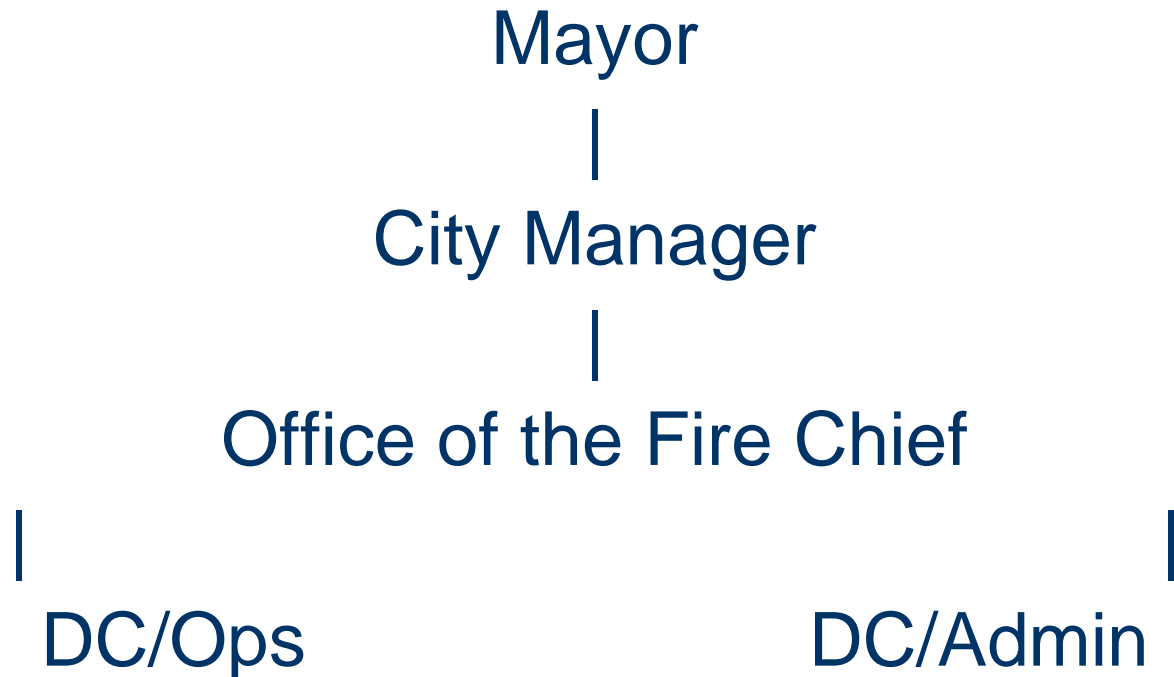 Mayor
|
City Manager
|
Office of the Fire Chief
| |
DC/Ops DC/Admin